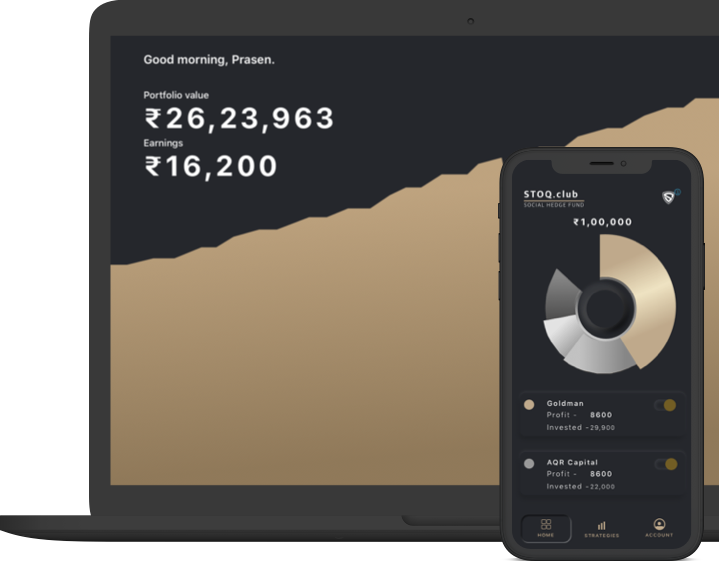 Good morning, Prasen.
Portfolio value
₹26,23,963
Earnings
₹16,200
STOQ.club
SOCIAL HEDGE FUND
₹1,00,000
Goldman
Profit - 8600
Invested -29,900
AQR Capital
Profit - 8600
Invested -22,000
HOME STRATEGIES ACCOUNT